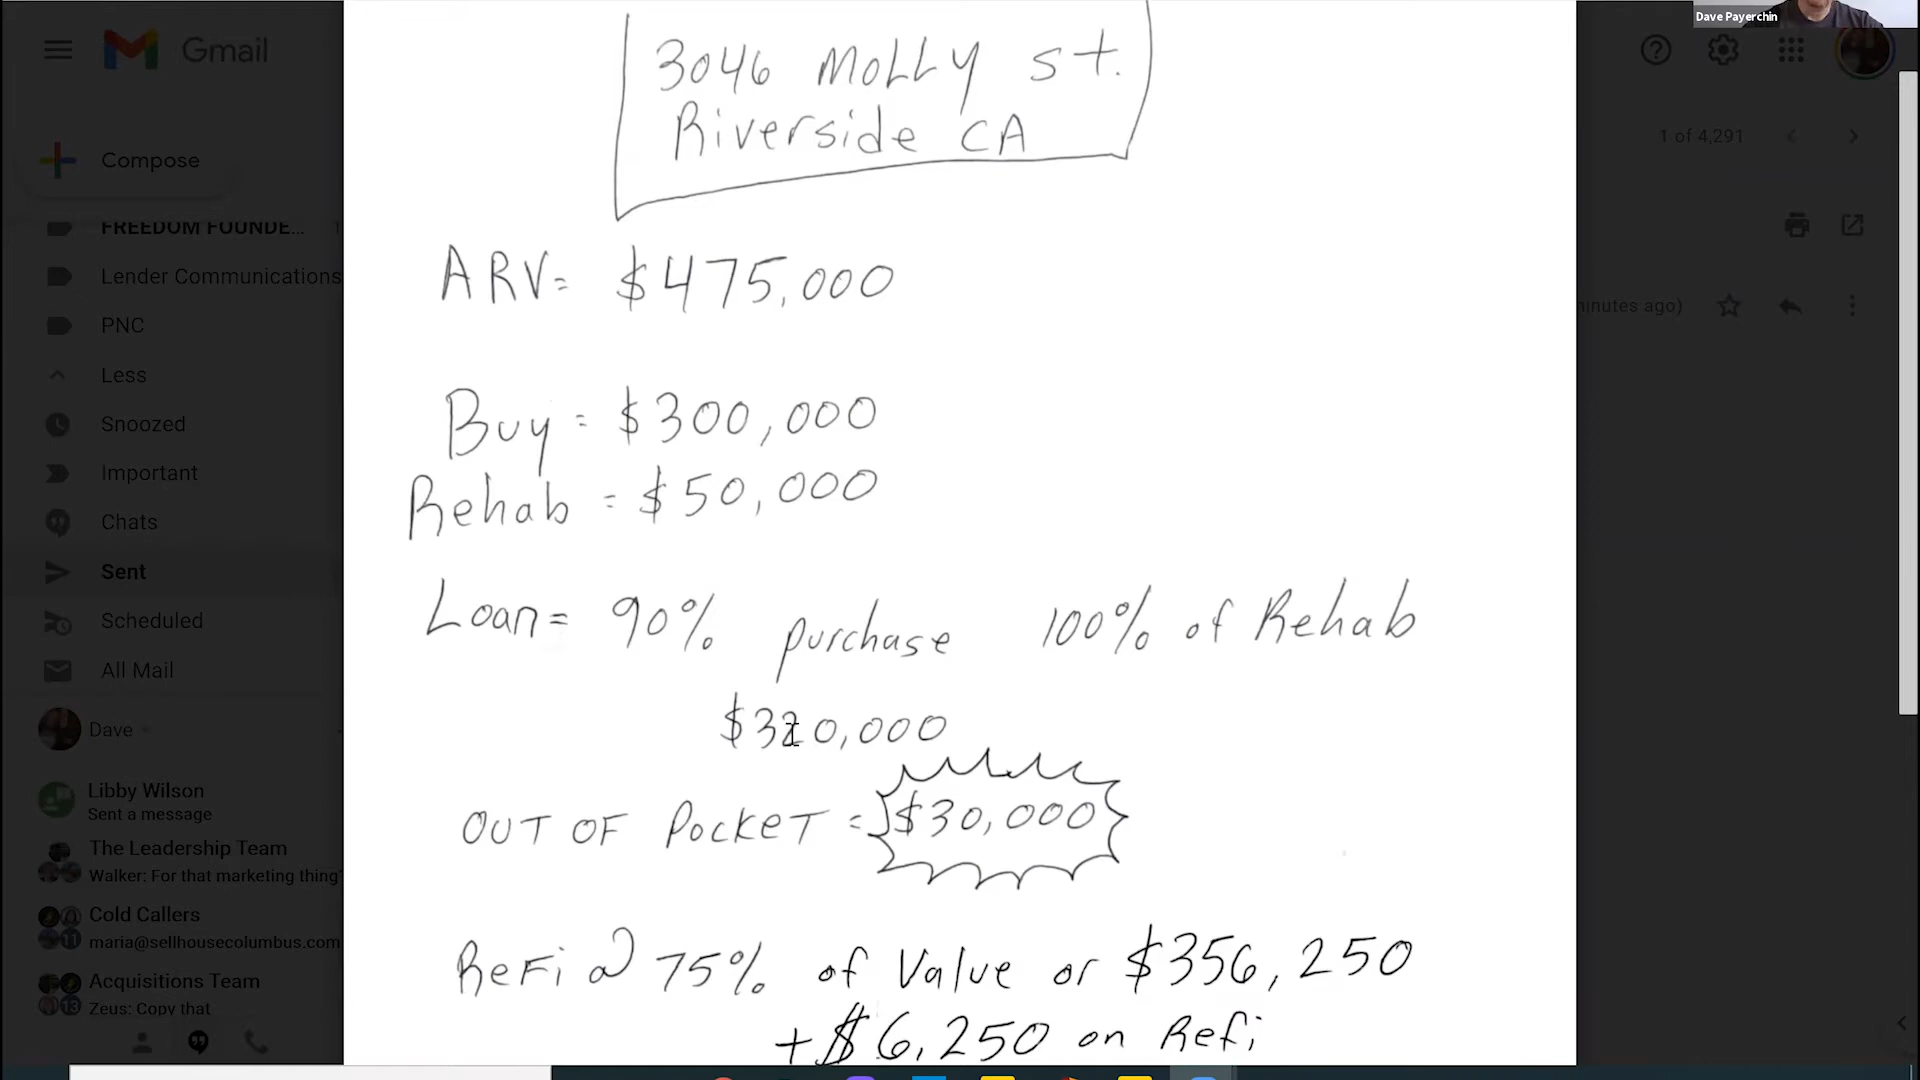 Dave Payerchin
Gmail
3046 MOLLY St.
Riverside CA
1 of 4,291
Compose
FREEDOM FOUNDE...
Lender Communications
PNC
Less
Snoozed
Important
Chats
Sent
Scheduled
All Mail
Dave
Libby Wilson
Sent a message
The Leadership Team
Walker: For that marketing thing
Cold Callers
11
maria@sellhousecolumbus.com
Acquisitions Team
13
Zeus: Copy that
inutes ago)
ARV= $475,000
Buy = $300,000
Rehab = $50,000
Loan= 90% purchase 100% of Rehab
$320,000
OUT OF POCKET = $30,000
ReFi @ 75% of Value or $356,250
+$6,250 on Refi